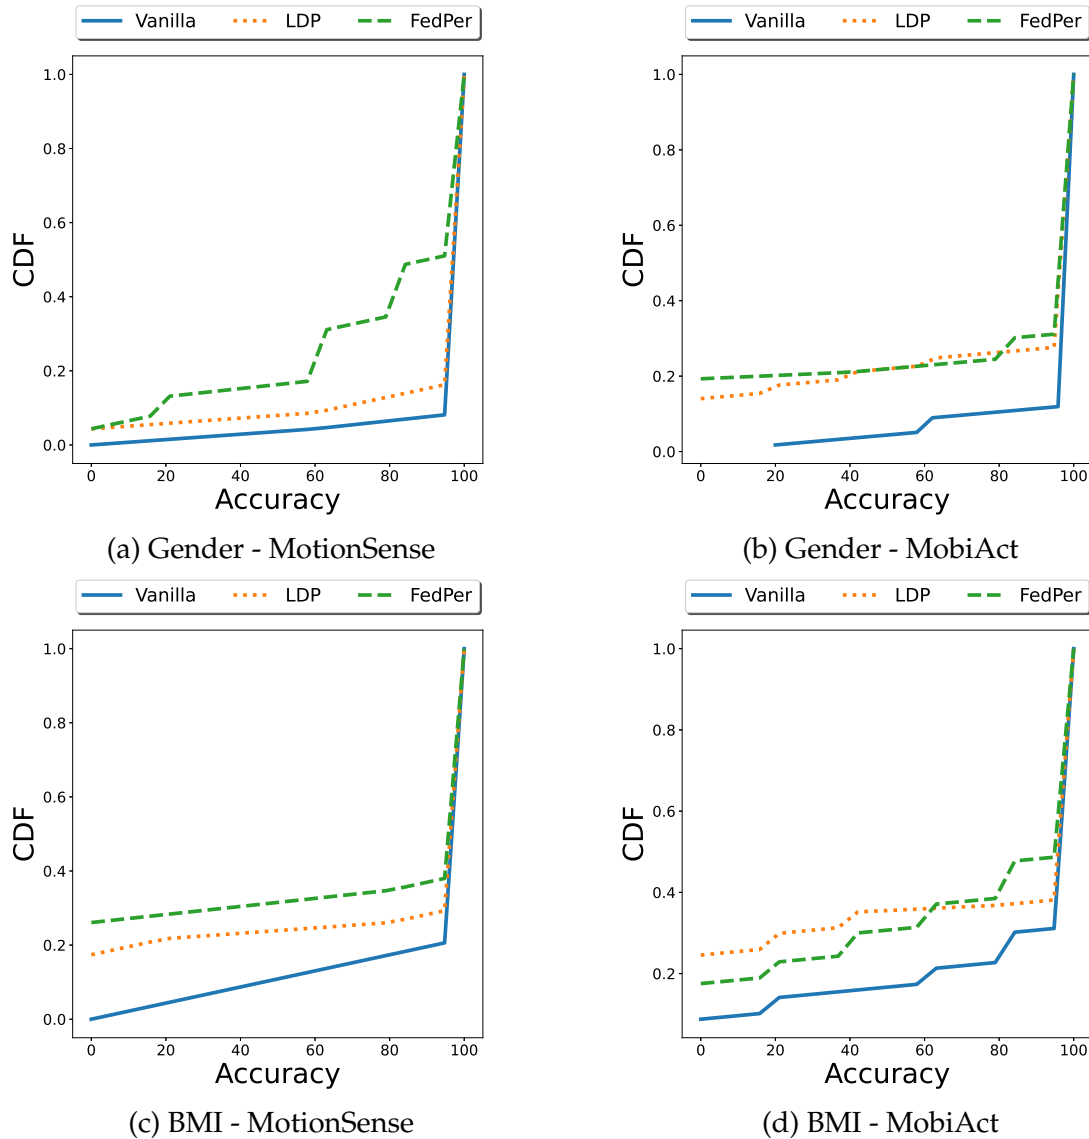 Vanilla LDP FedPer
1.0
0.8
0.6
0.4
0.2
0.0
CDF
0 20 40 60 80 100
Accuracy
(a) Gender - MotionSense
Vanilla LDP FedPer
1.0
0.8
0.6
0.4
0.2
0.0
CDF
0 20 40 60 80 100
Accuracy
(b) Gender - MobiAct
Vanilla LDP FedPer
1.0
0.8
0.6
0.4
0.2
0.0
CDF
0 20 40 60 80 100
Accuracy
(c) BMI - MotionSense
Vanilla LDP FedPer
1.0
0.8
0.6
0.4
0.2
CDF
0 20 40 60 80 100
Accuracy
(d) BMI - MobiAct